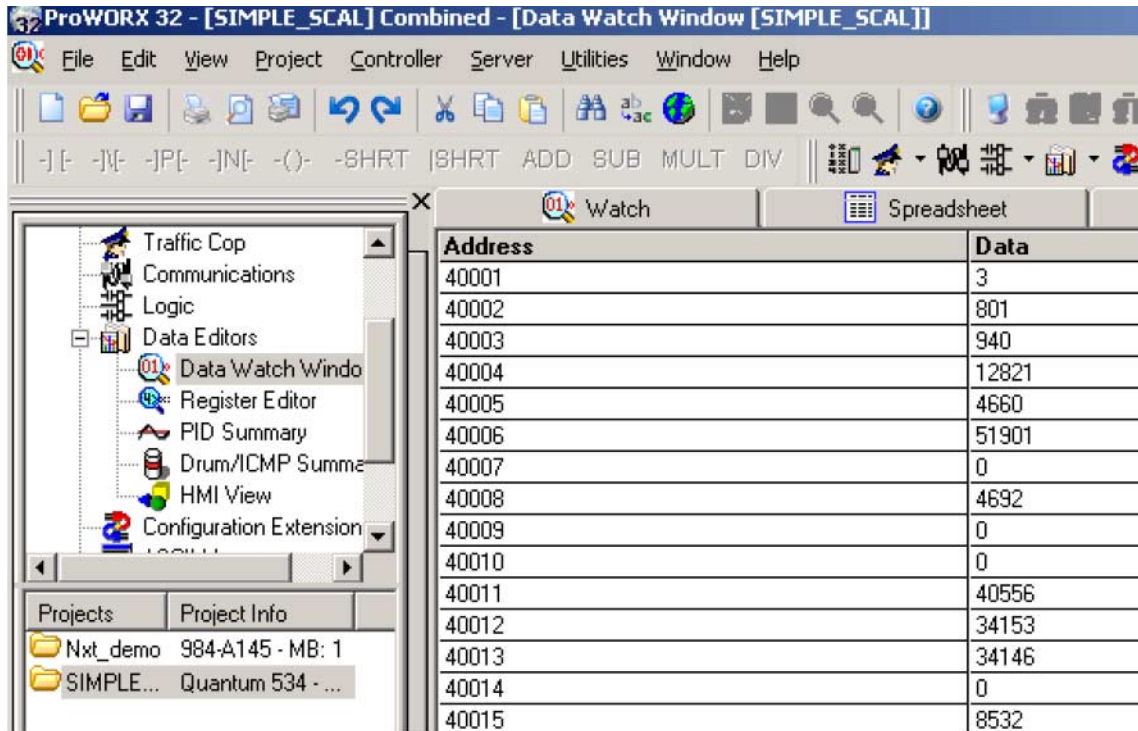 ProWORX 32 - [SIMPLE_SCAL] Combined - [Data Watch Window [SIMPLE_SCAL]]
File Edit View Project Controller Server Utilities Window Help
-] [- -]\[- -]P[- -]N[- -()- -SHRT |SHRT ADD SUB MULT DIV
Traffic Cop
Communications
Logic
Data Editors
Data Watch Windo
Register Editor
PID Summary
Drum/ICMP Summa
HMI View
Configuration Extension
Projects Project Info
Nxt_demo 984-A145 - MB: 1
SIMPLE... Quantum 534 - ...
Watch Spreadsheet
Address Data
40001 3
40002 801
40003 940
40004 12821
40005 4660
40006 51901
40007 0
40008 4692
40009 0
40010 0
40011 40556
40012 34153
40013 34146
40014 0
40015 8532